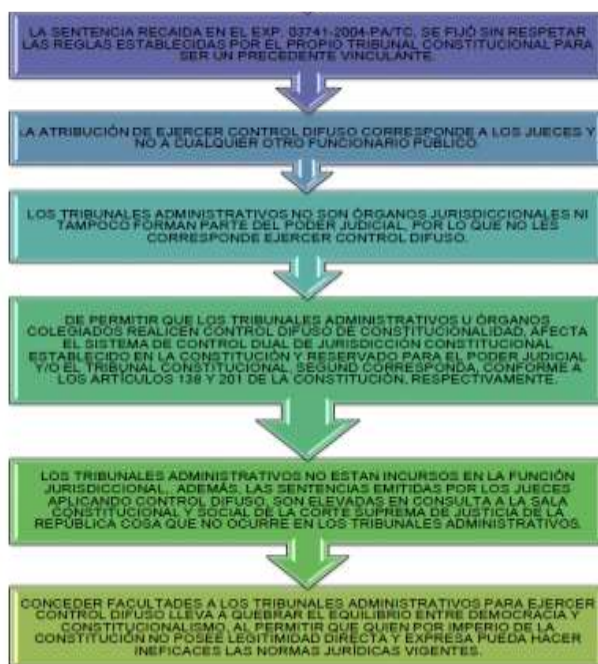 LA SENTENCIA RECAIDA EN EL EXP. 03741-2004-PA/TC, SE FIJÓ SIN RESPETAR
LAS REGLAS ESTABLECIDAS POR EL PROPIO TRIBUNAL CONSTITUCIONAL PARA
SER UN PRECEDENTE VINCULANTE.
LA ATRIBUCIÓN DE EJERCER CONTROL DIFUSO CORRESPONDE A LOS JUECES Y
NO A CUALQUIER OTRO FUNCIONARIO PÚBLICO.
LOS TRIBUNALES ADMINISTRATIVOS NO SON ÓRGANOS JURISDICCIONALES NI
TAMPOCO FORMAN PARTE DEL PODER JUDICIAL, POR LO QUE NO LES
CORRESPONDE EJERCER CONTROL DIFUSO.
DE PERMITIR QUE LOS TRIBUNALES ADMINISTRATIVOS U ÓRGANOS
COLEGIADOS REALICEN CONTROL DIFUSO DE CONSTITUCIONALIDAD, AFECTA
EL SISTEMA DE CONTROL DUAL DE JURISDICCIÓN CONSTITUCIONAL
ESTABLECIDO EN LA CONSTITUCIÓN Y RESERVADO PARA EL PODER JUDICIAL
Y/O EL TRIBUNAL CONSTITUCIONAL, SEGUND CORRESPONDA, CONFORME A
LOS ARTÍCULOS 138 Y 201 DE LA CONSTITUCIÓN, RESPECTIVAMENTE.
LOS TRIBUNALES ADMINISTRATIVOS NO ESTAN INCURSOS EN LA FUNCIÓN
JURISDICCIONAL, ADEMÁS, LAS SENTENCIAS EMITIDAS POR LOS JUECES
APLICANDO CONTROL DIFUSO, SON ELEVADAS EN CONSULTA A LA SALA
CONSTITUCIONAL Y SOCIAL DE LA CORTE SUPREMA DE JUSTICIA DE LA
REPÚBLICA COSA QUE NO OCURRE EN LOS TRIBUNALES ADMINISTRATIVOS.
CONCEDER FACULTADES A LOS TRIBUNALES ADMINISTRATIVOS PARA EJERCER
CONTROL DIFUSO LLEVA A QUEBRAR EL EQUILIBRIO ENTRE DEMOCRACIA Y
CONSTITUCIONALISMO, AL PERMITIR QUE QUIEN POR IMPERIO DE LA
CONSTITUCIÓN NO POSEE LEGITIMIDAD DIRECTA Y EXPRESA PUEDA HACER
INEFICACES LAS NORMAS JURÍDICAS VIGENTES.